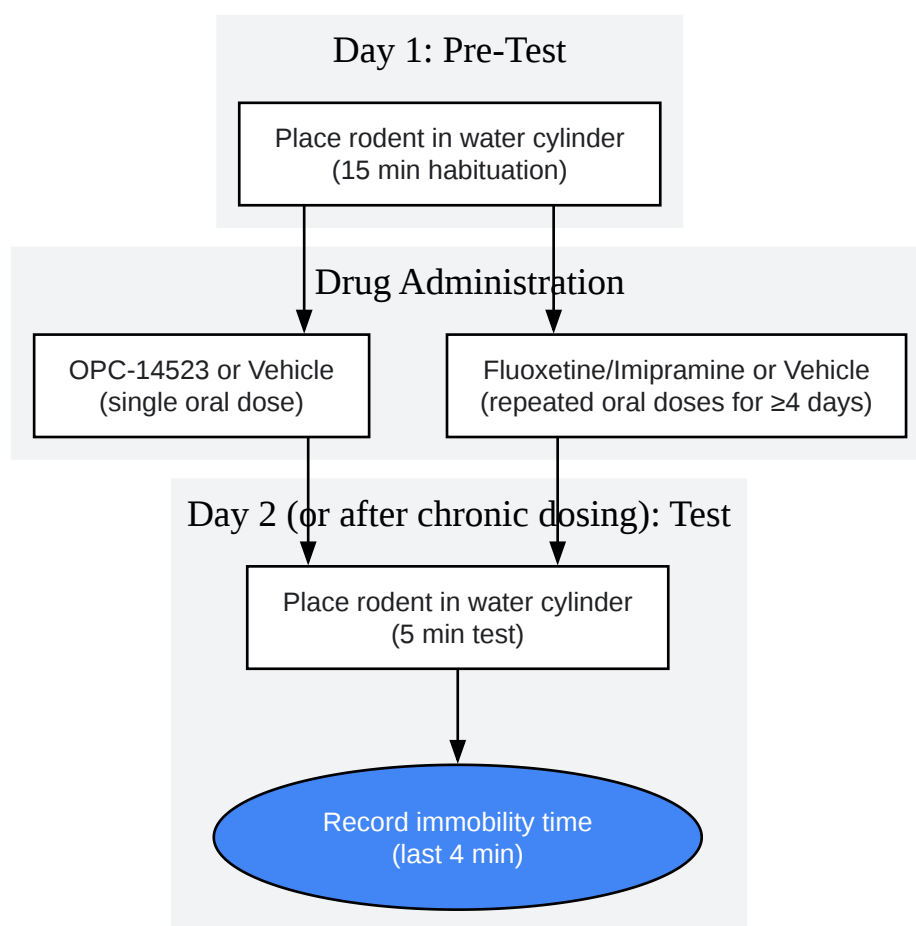 Day 1: Pre-Test
Place rodent in water cylinder
(15 min habituation)
Drug Administration
OPC-14523 or Vehicle
(single oral dose)
Fluoxetine/Imipramine or Vehicle
(repeated oral doses for ≥4 days)
Day 2 (or after chronic dosing): Test
Place rodent in water cylinder
(5 min test)
Record immobility time
(last 4 min)